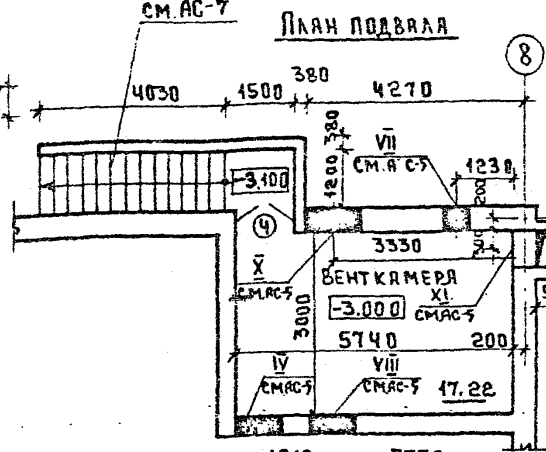 см. АС-7
План подвала
8
4030
1500
380
4270
380
1200
VII
см. АС-5
1230
200
-3.100
4
X
см. АС-5
3330
Венткамера
-3.000
XI
см АС-5
3000
5740
200
IV
см АС-5
VIII
см АС-5
17.22